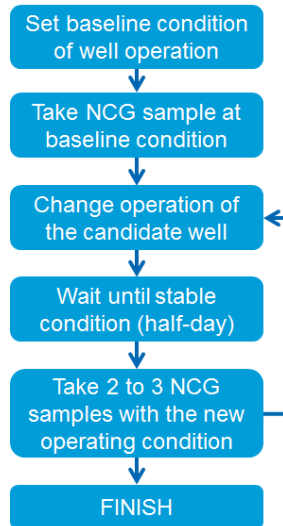 Set baseline condition
of well operation
Take NCG sample at
baseline condition
Change operation of
the candidate well
Wait until stable
condition (half-day)
Take 2 to 3 NCG
samples with the new
operating condition
FINISH